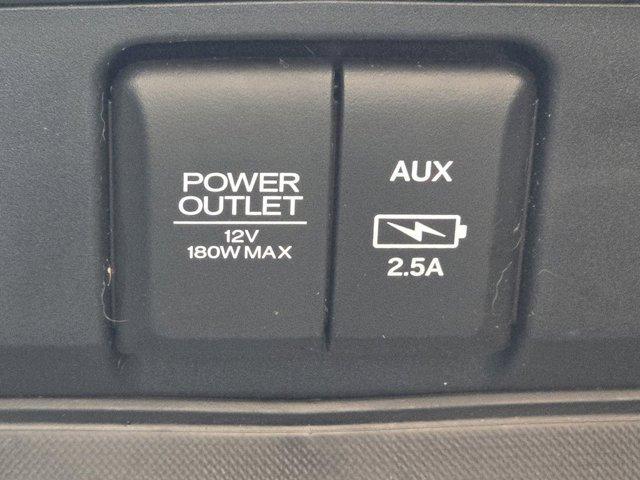 POWER
OUTLET
12V
180W MAX
AUX
2.5A